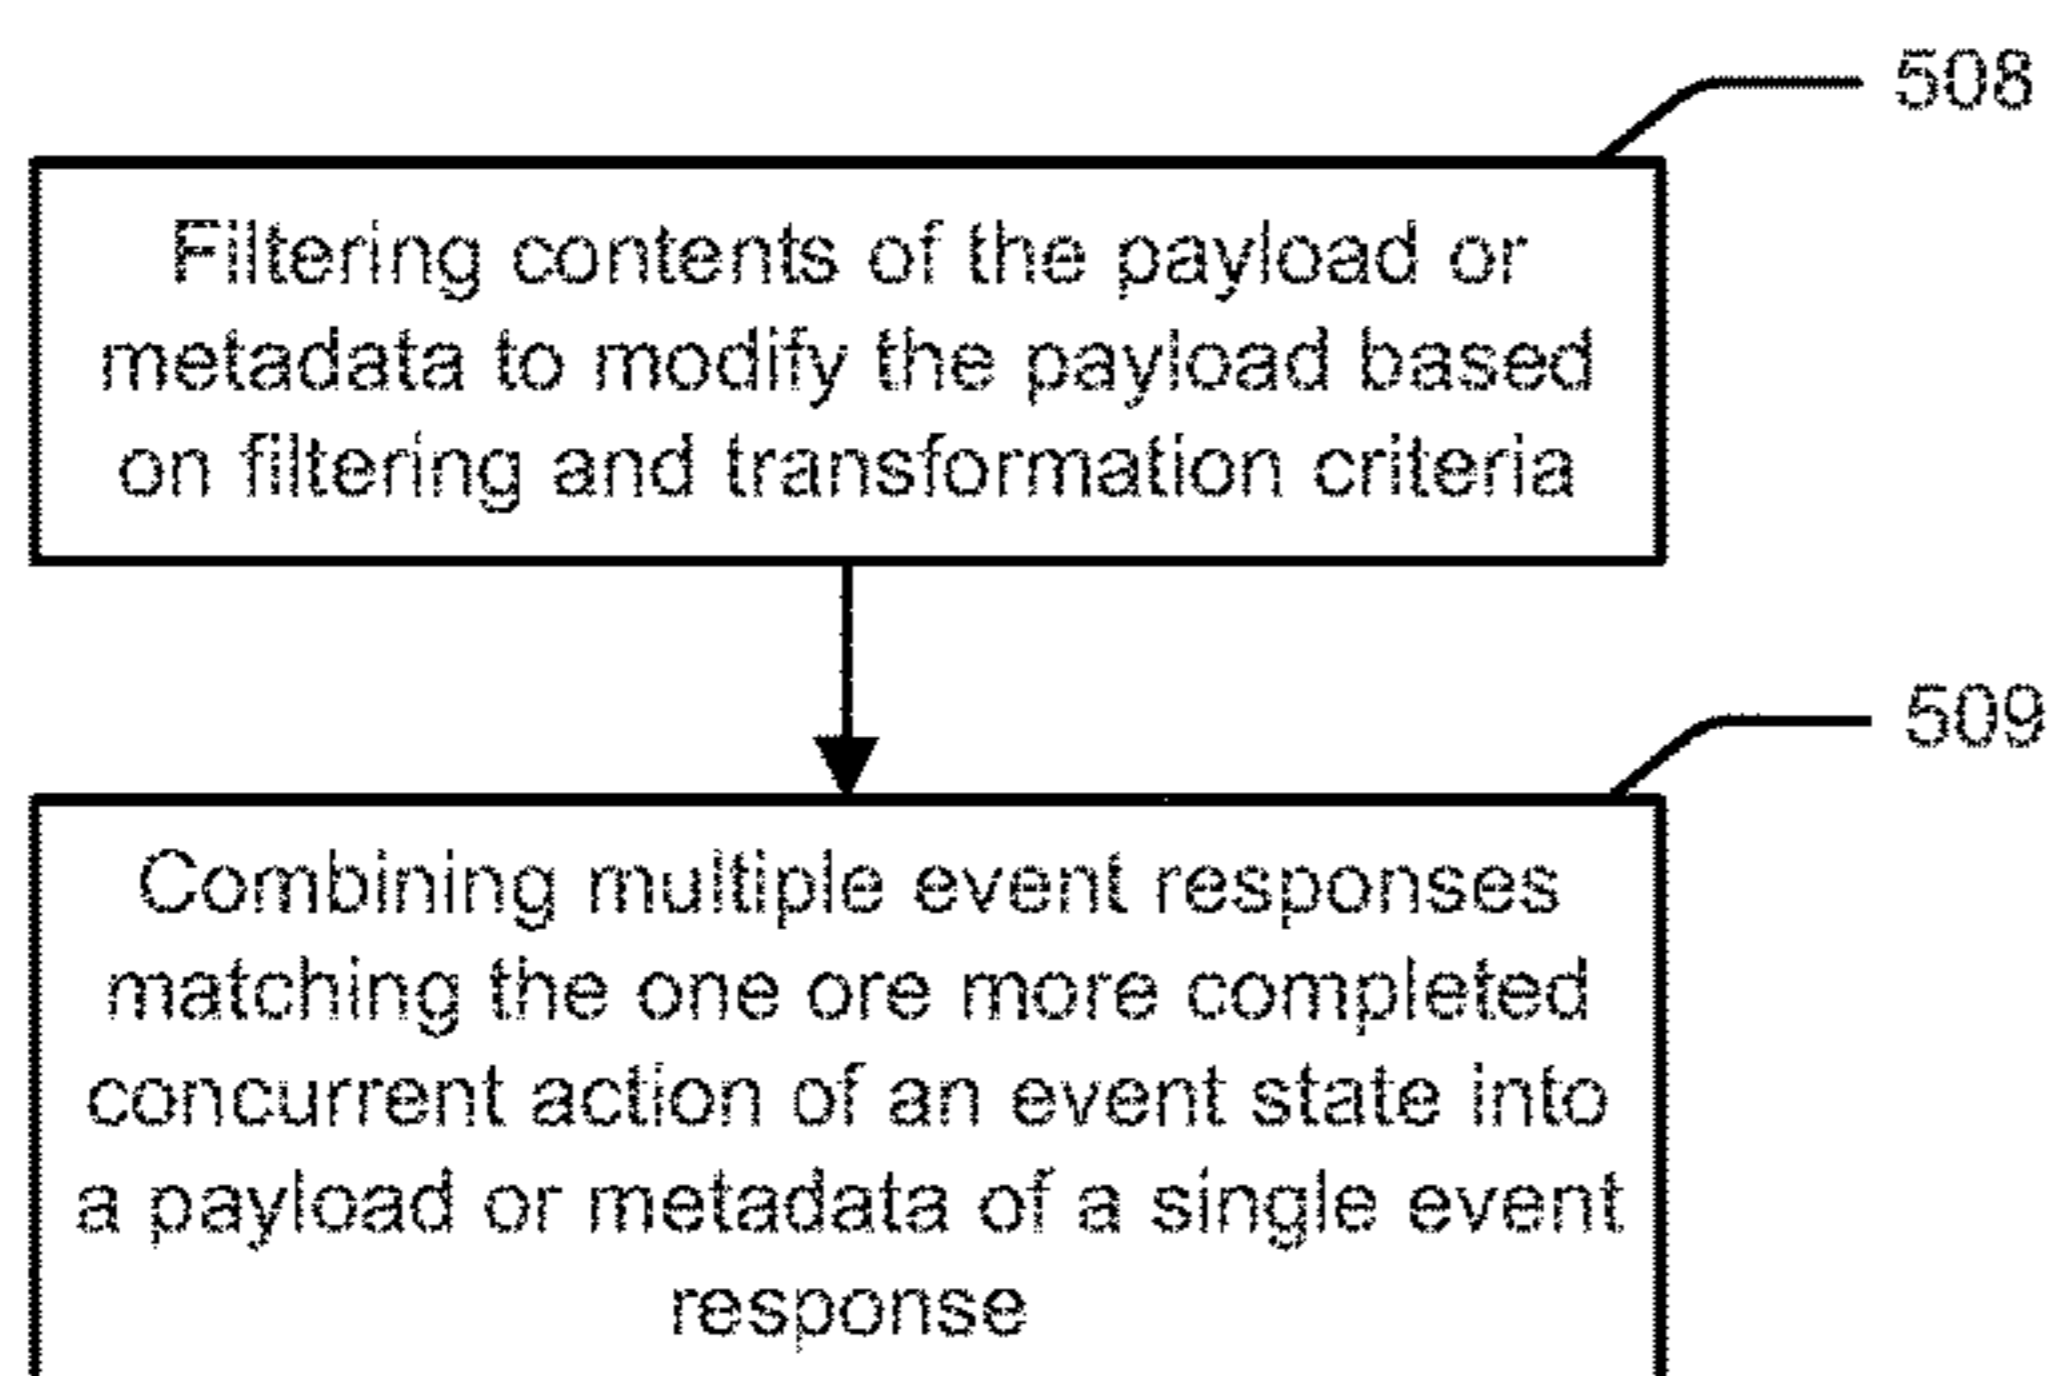 508
Filtering contents of the payload or
metadata to modify the payload based
on filtering and transformation criteria
509
Combining multiple event responses
matching the one ore more completed
concurrent action of an event state into
a payload or metadata of a single event
response